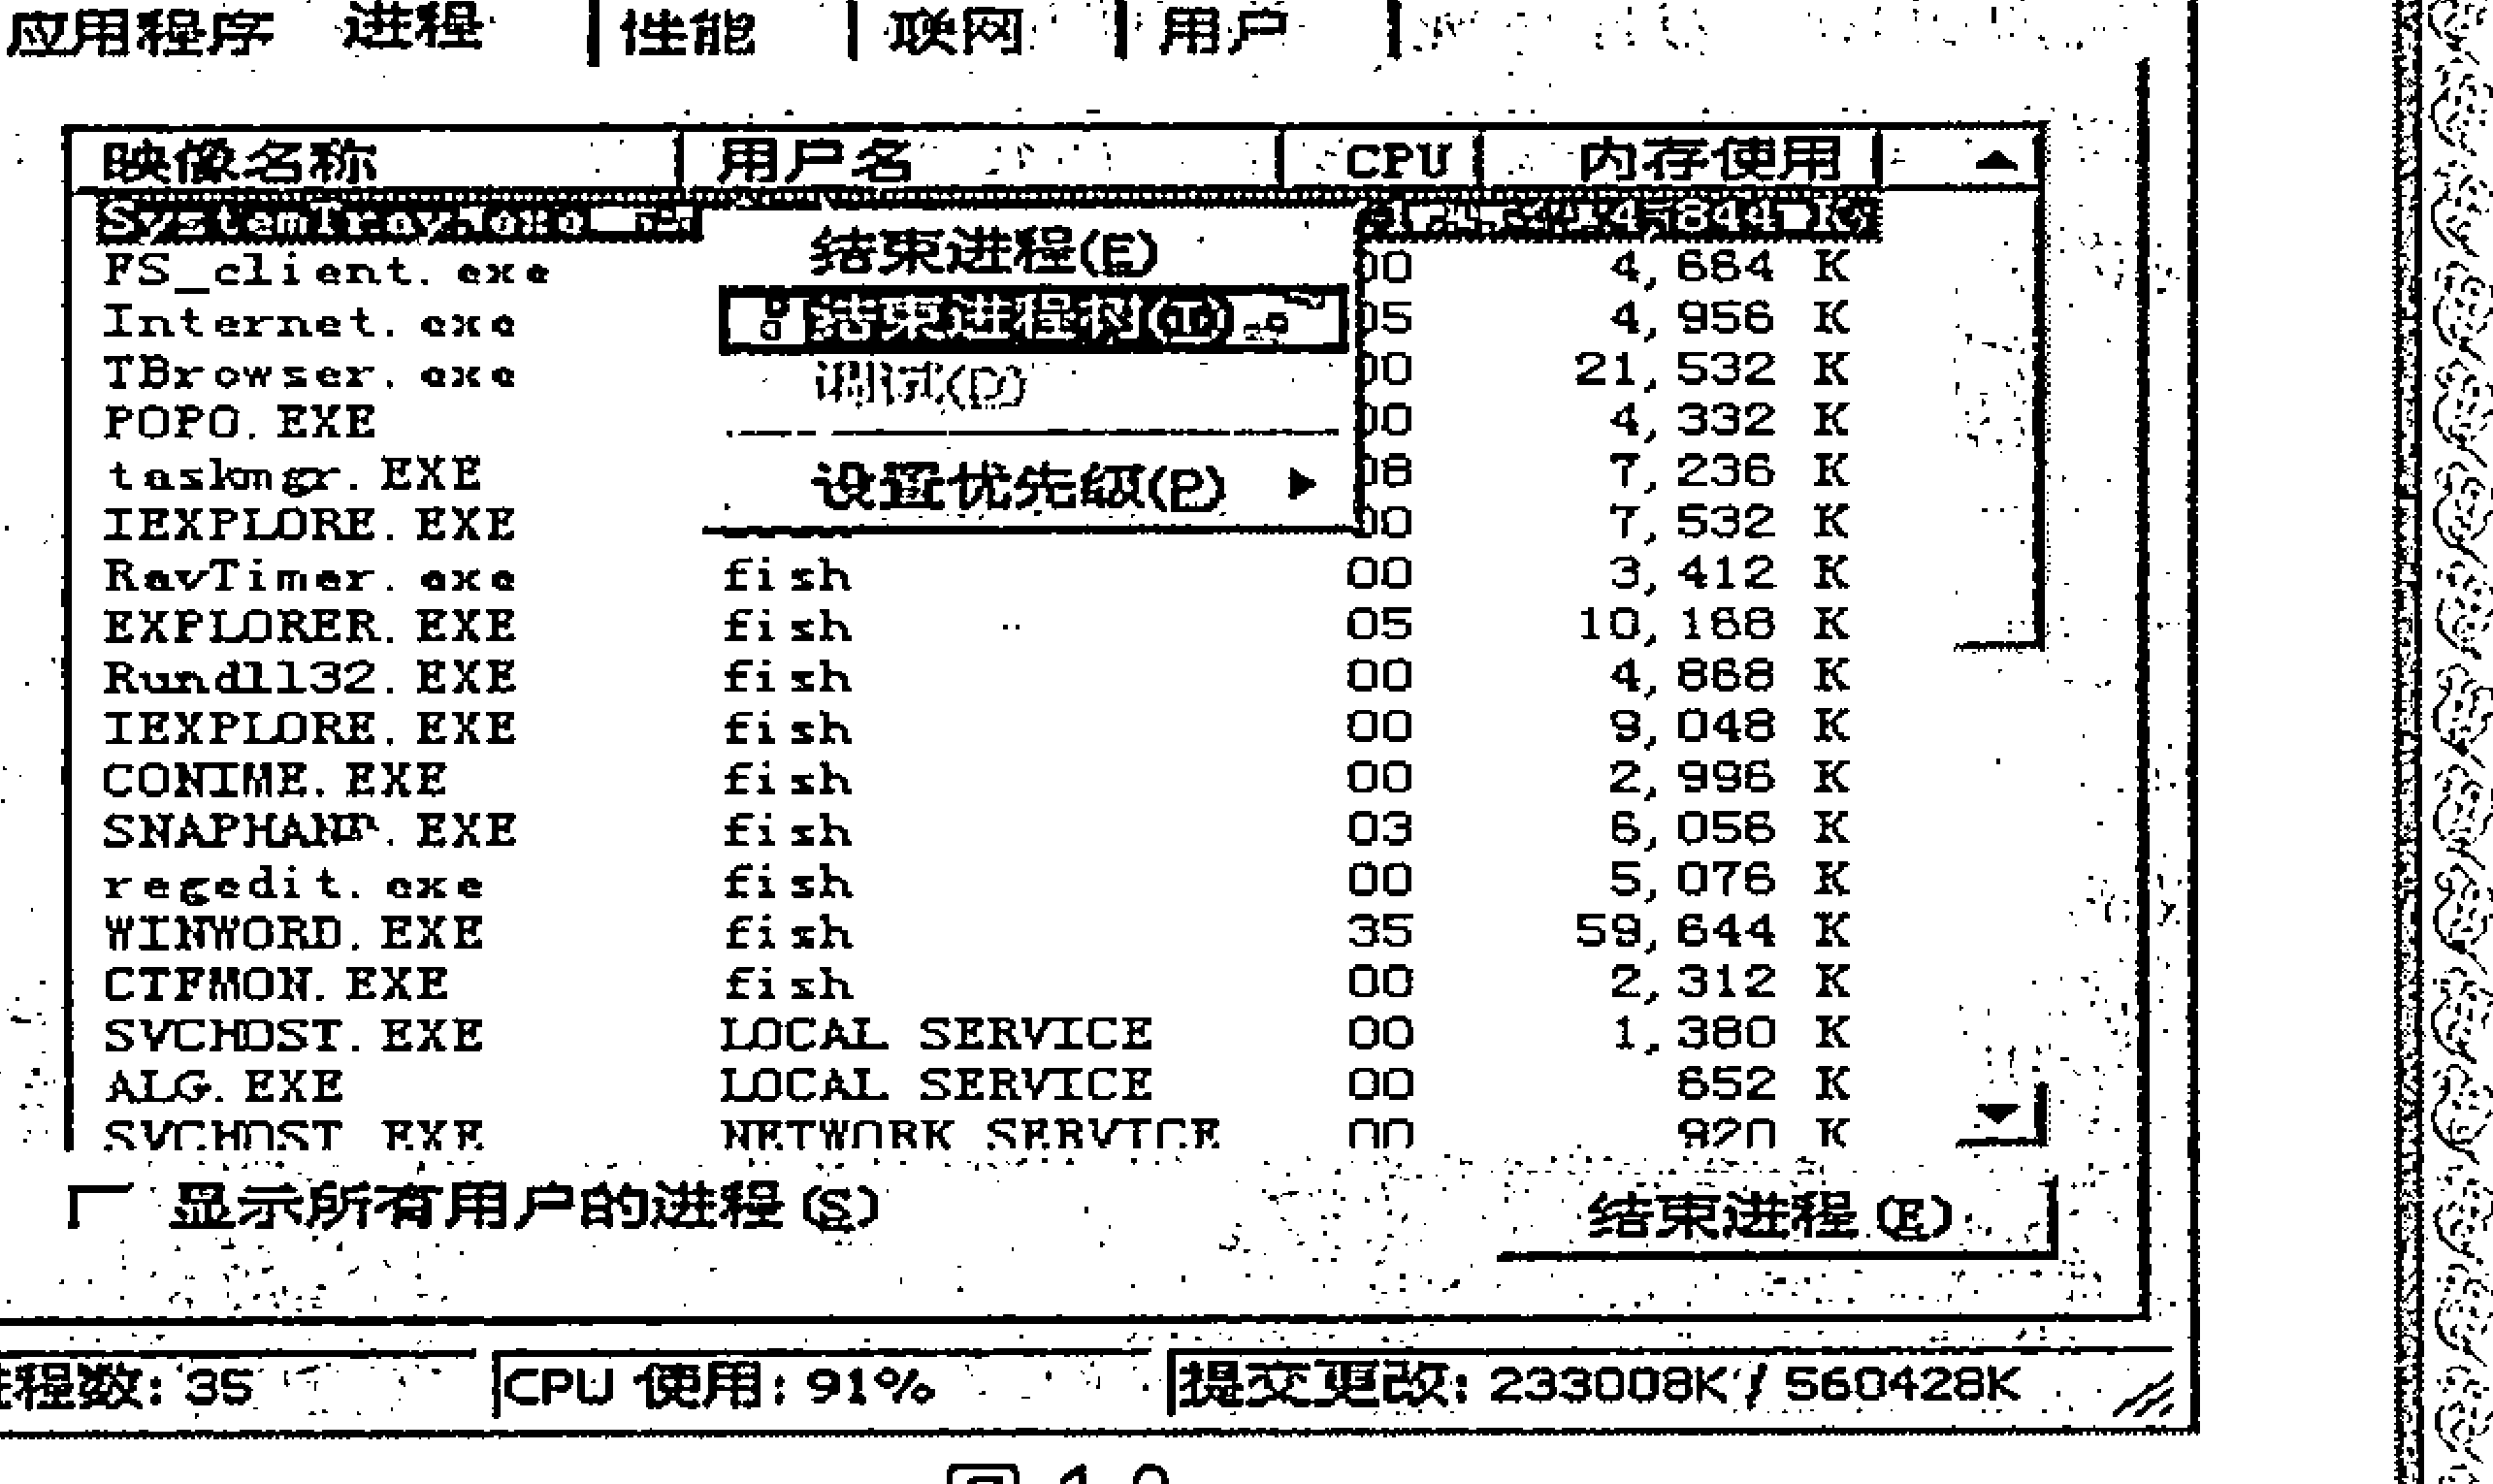 应用程序 进程 性能 联网 用户
映像名称 用户名 CPU 内存使用
SystemTray.exe
结束进程(E)
FS_client.exe 00 4,664 K
结束进程树(T)
Internet.exe 05 4,956 K
TBrowser.exe 00 21,532 K
调试(D)
POPO.EXE 00 4,332 K
taskmgr.EXE 08 7,236 K
设置优先级(P)
IEXPLORE.EXE 00 7,532 K
RavTimer.exe fish 00 3,412 K
EXPLORER.EXE fish 05 10,168 K
Rundll32.EXE fish 00 4,868 K
IEXPLORE.EXE fish 00 9,048 K
CONIME.EXE fish 00 2,996 K
fish 03 6,056 K
regedit.exe fish 00 5,076 K
WINWORD.EXE fish 35 59,644 K
CTFMON.EXE fish 00 2,312 K
SVCHOST.EXE LOCAL SERVICE 00 1,380 K
ALG.EXE LOCAL SERVICE 00 652 K
SVCHOST.EXE NETWORK SERVICE 00 K
显示所有用户的进程(S) 结束进程(E)
程数: 35 CPU 使用: 91% 提交更改: 233008K / 560428K